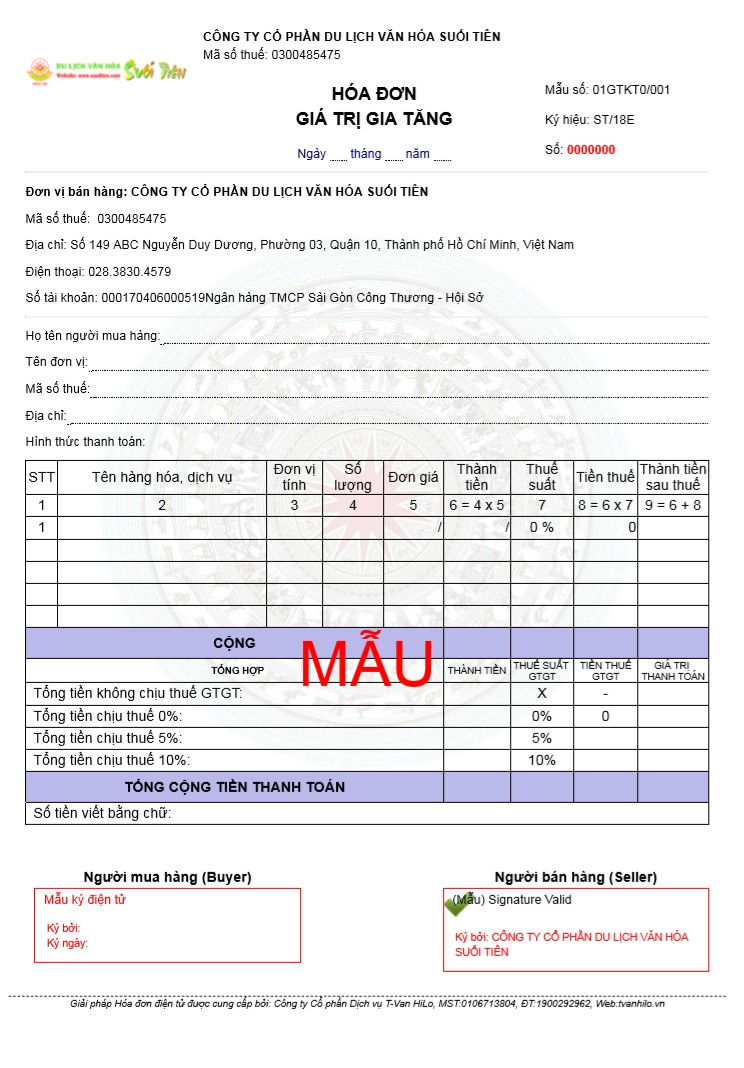 CÔNG TY CỔ PHẦN DU LỊCH VĂN HÓA SUỐI TIÊN
Mã số thuế: 0300485475
DU LỊCH VĂN HÓA
Suối Tiên
Website: www.suoitien.com
HÓA ĐƠN
GIÁ TRỊ GIA TĂNG
Ngày tháng năm
Mẫu số: 01GTKT0/001
Ký hiệu: ST/18E
Số: 0000000
Đơn vị bán hàng: CÔNG TY CỔ PHẦN DU LỊCH VĂN HÓA SUỐI TIÊN
Mã số thuế: 0300485475
Địa chỉ: Số 149 ABC Nguyễn Duy Dương, Phường 03, Quận 10, Thành phố Hồ Chí Minh, Việt Nam
Điện thoại: 028.3830.4579
Số tài khoản: 000170406000519Ngân hàng TMCP Sài Gòn Công Thương - Hội Sở
Họ tên người mua hàng:
Tên đơn vị:
Mã số thuế:
Địa chỉ:
Hình thức thanh toán:
STT Tên hàng hóa, dịch vụ Đơn vị tính Số lượng Đơn giá Thành tiền Thuế suất Tiền thuế Thành tiền sau thuế
1 2 3 4 5 6 = 4 x 5 7 8 = 6 x 7 9 = 6 + 8
1 / / 0 % 0
CỘNG
MẪU
TỔNG HỢP THÀNH TIỀN THUẾ SUẤT GTGT TIỀN THUẾ GTGT GIÁ TRỊ THANH TOÁN
Tổng tiền không chịu thuế GTGT: X -
Tổng tiền chịu thuế 0%: 0% 0
Tổng tiền chịu thuế 5%: 5%
Tổng tiền chịu thuế 10%: 10%
TỔNG CỘNG TIỀN THANH TOÁN
Số tiền viết bằng chữ:
Người mua hàng (Buyer)
Mẫu ký điện tử
Ký bởi:
Ký ngày:
Người bán hàng (Seller)
(Mẫu) Signature Valid
Ký bởi: CÔNG TY CỔ PHẦN DU LỊCH VĂN HÓA
SUỐI TIÊN
Giải pháp Hóa đơn điện tử được cung cấp bởi: Công ty Cổ phần Dịch vụ T-Van HiLo, MST:0106713804, ĐT:1900292962, Web:tvanhilo.vn